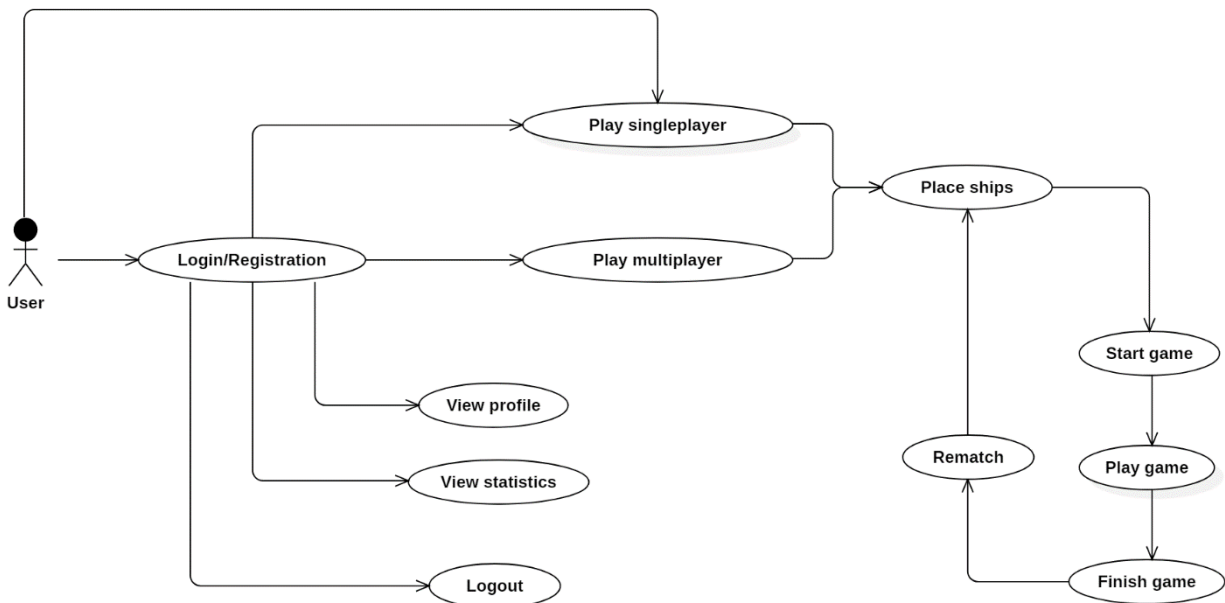 Play singleplayer
Place ships
Login/Registration
Play multiplayer
User
Start game
View profile
Rematch
Play game
View statistics
Logout
Finish game